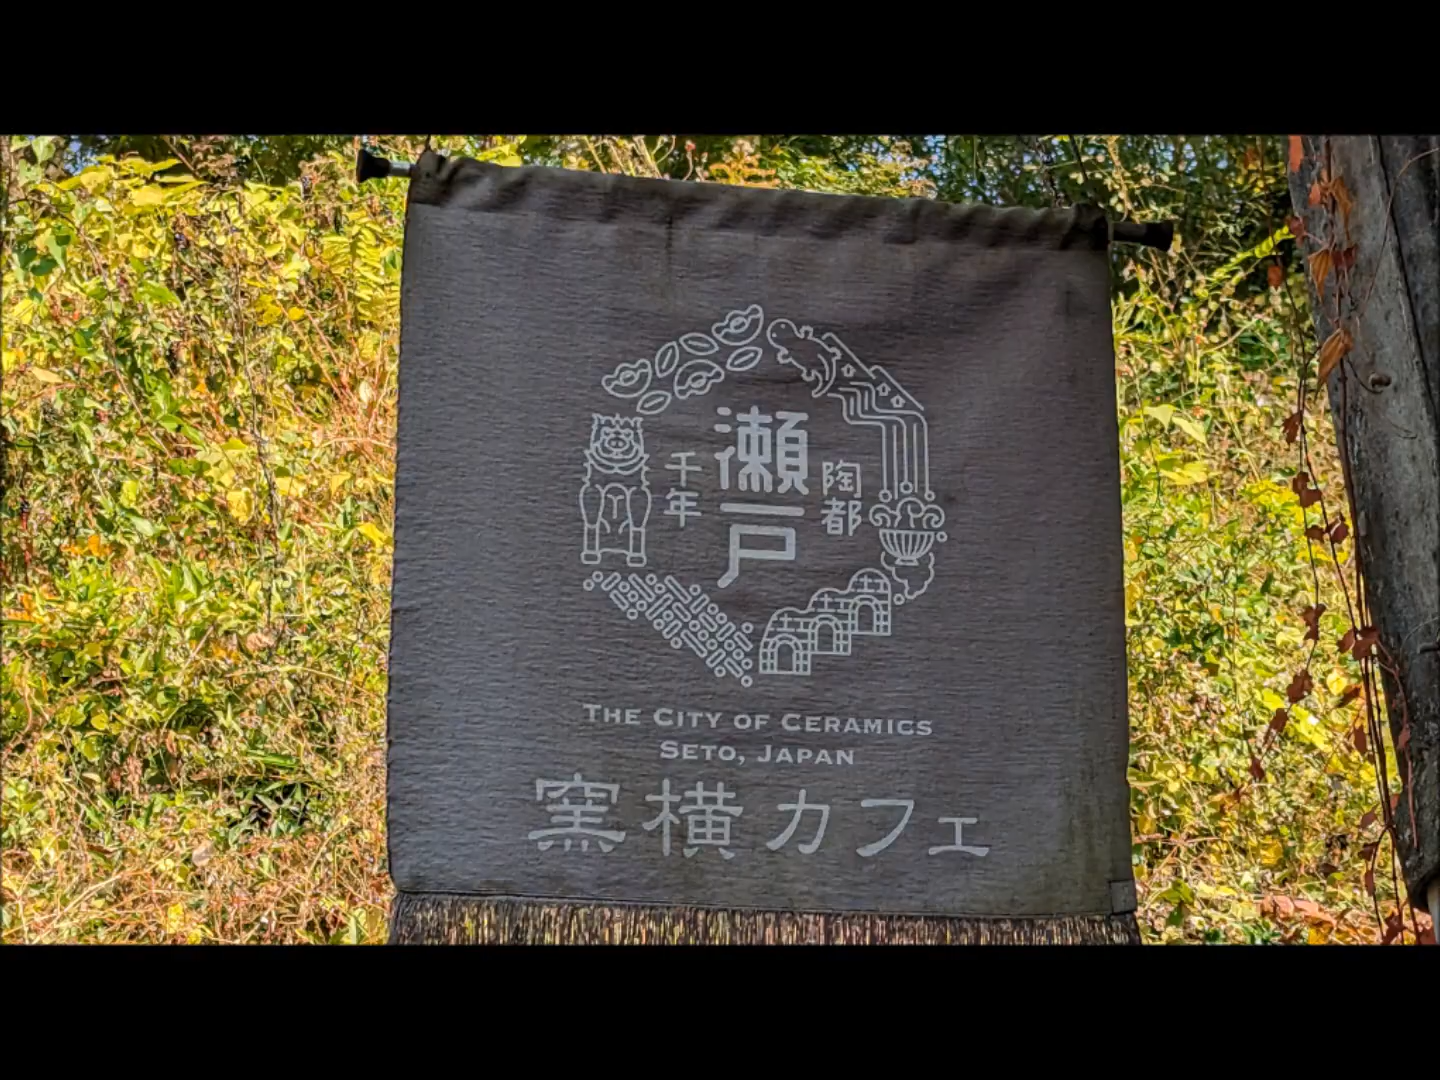 千年
瀬戸
陶都
THE CITY OF CERAMICS
SETO, JAPAN
窯横カフェ